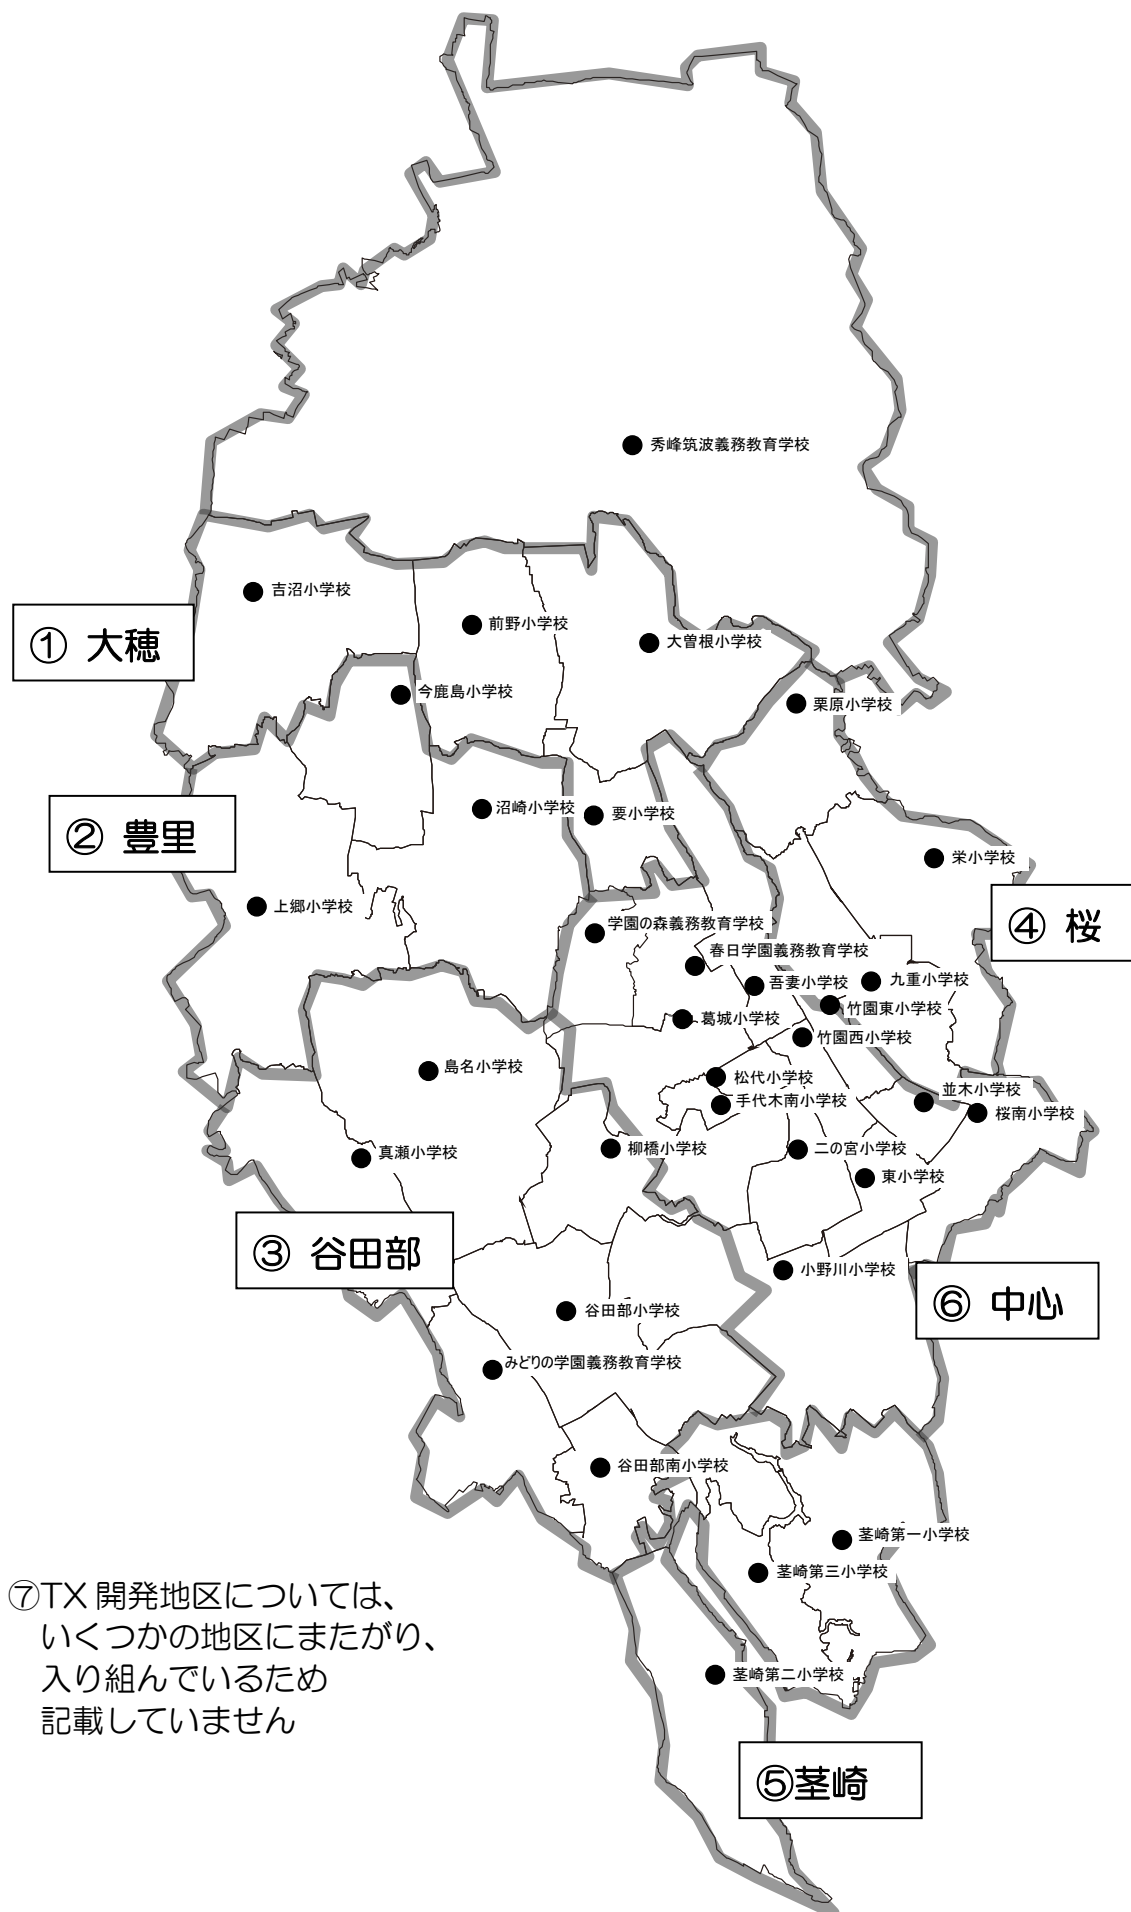 秀峰筑波義務教育学校
吉沼小学校
① 大穂
前野小学校
大曽根小学校
今鹿島小学校
栗原小学校
② 豊里
沼崎小学校
要小学校
栄小学校
上郷小学校
④ 桜
学園の森義務教育学校
春日学園義務教育学校
吾妻小学校
九重小学校
竹園東小学校
葛城小学校
竹園西小学校
島名小学校
松代小学校
並木小学校
手代木南小学校
桜南小学校
真瀬小学校
柳橋小学校
二の宮小学校
東小学校
③ 谷田部
小野川小学校
⑥ 中心
谷田部小学校
みどりの学園義務教育学校
谷田部南小学校
茎崎第一小学校
茎崎第三小学校
⑦TX 開発地区については、
いくつかの地区にまたがり、
入り組んでいるため
記載していません
茎崎第二小学校
⑤茎崎